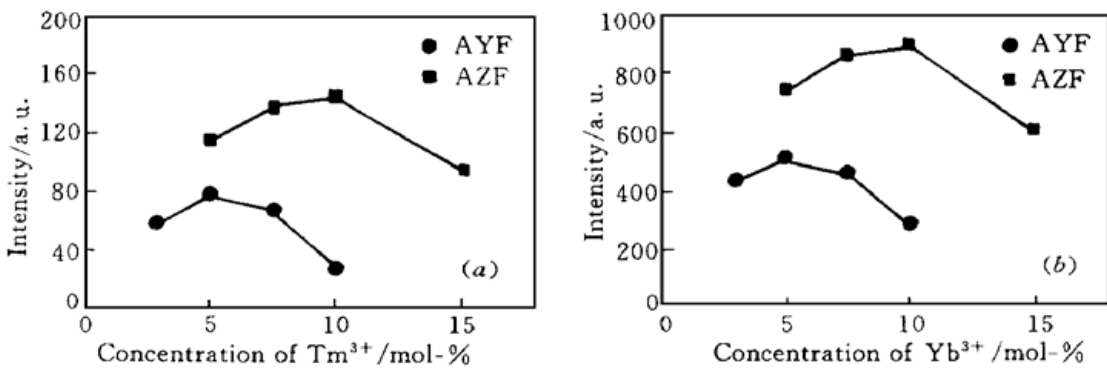 200
160
120
80
40
0
0 5 10 15
Intensity/a. u.
AYF
AZF
(a)
Concentration of Tm³⁺/mol-%
1000
800
600
400
200
0
0 5 10 15
Intensity/a. u.
AYF
AZF
(b)
Concentration of Yb³⁺/mol-%